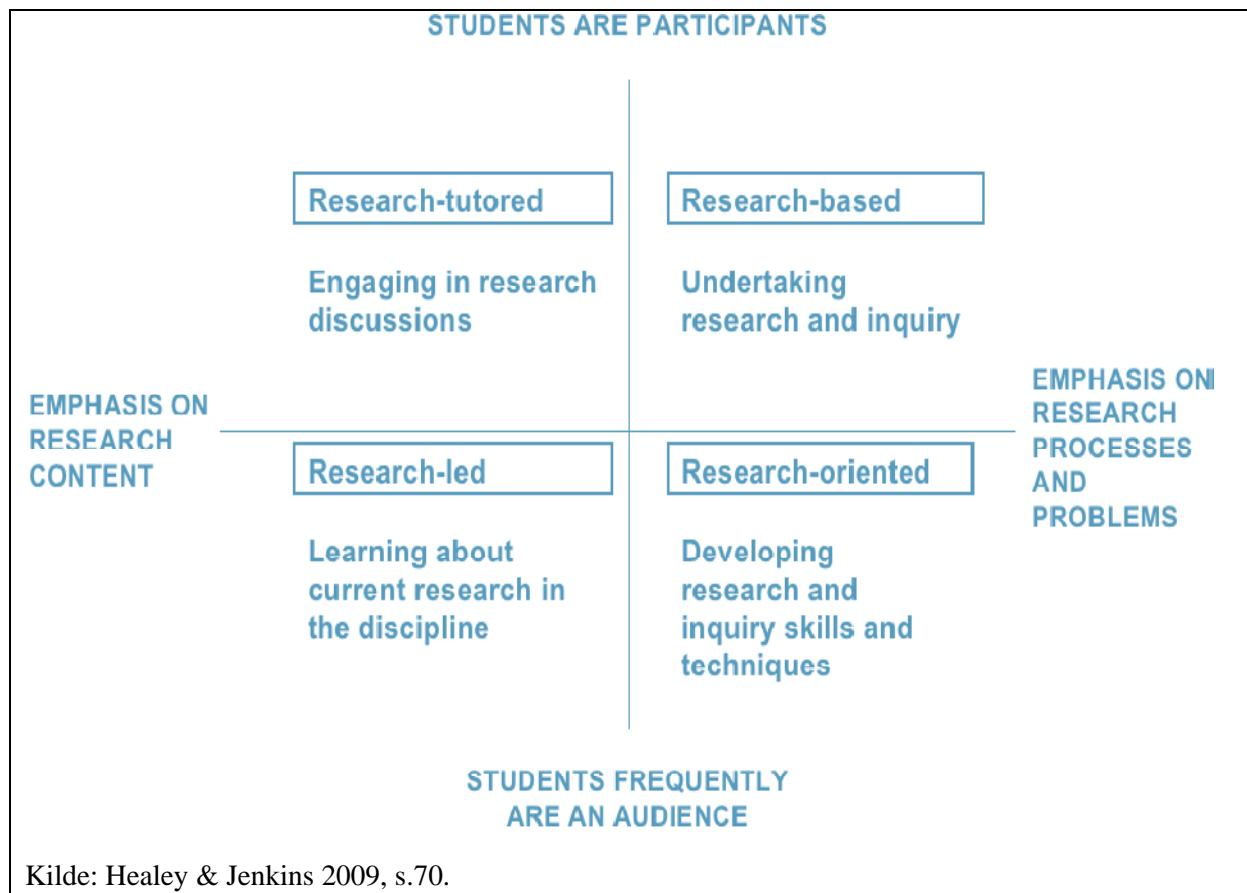 STUDENTS ARE PARTICIPANTS
Research-tutored
Engaging in research
discussions
Research-based
Undertaking
research and inquiry
EMPHASIS ON
RESEARCH
CONTENT
EMPHASIS ON
RESEARCH
PROCESSES
AND
PROBLEMS
Research-led
Learning about
current research in
the discipline
Research-oriented
Developing
research and
inquiry skills and
techniques
STUDENTS FREQUENTLY
ARE AN AUDIENCE
Kilde: Healey & Jenkins 2009, s.70.